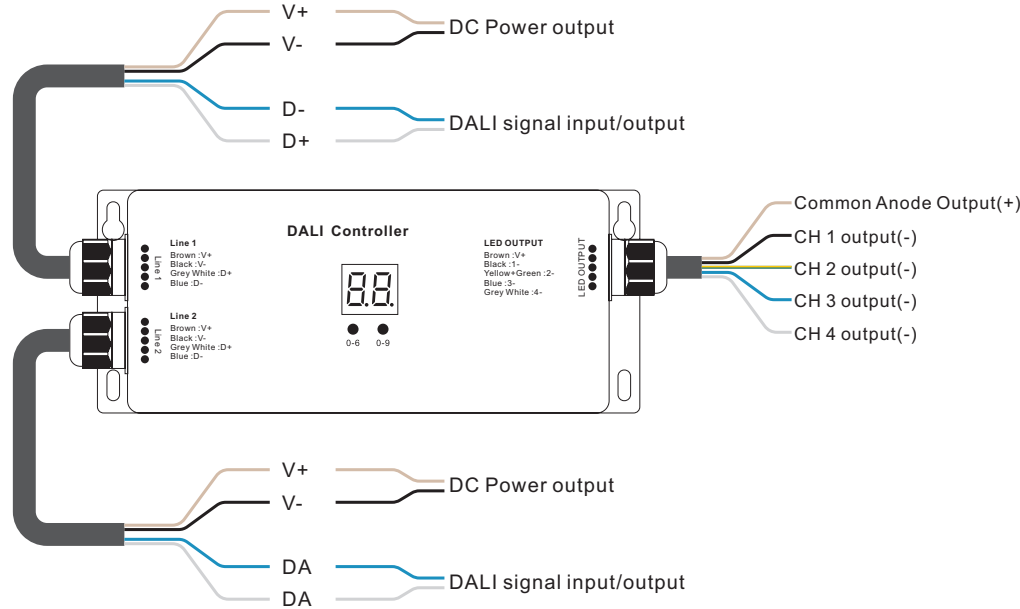 V+
V-
DC Power output
D-
D+
DALI signal input/output
DALI Controller
Line 1
Brown :V+
Black :V-
Grey White :D+
Blue :D-
Line 1
Line 2
Brown :V+
Black :V-
Grey White :D+
Blue :D-
Line 2
8.8.
0-6 0-9
LED OUTPUT
Brown :V+
Black :1-
Yellow+Green :2-
Blue :3-
Grey White :4-
LED OUTPUT
Common Anode Output(+)
CH 1 output(-)
CH 2 output(-)
CH 3 output(-)
CH 4 output(-)
V+
V-
DC Power output
DA
DA
DALI signal input/output